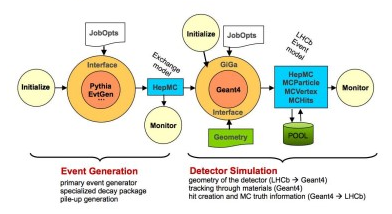 JobOpts
Interface
Initialize
Pythia
EvtGen
...
Exchange
model
HepMC
Monitor
Initialize
JobOpts
GiGa
Geant4
Interface
Geometry
LHCb
Event
model
HepMC
MCParticle
MCVertex
MCHits
POOL
Monitor
Event Generation
primary event generator
specialized decay package
pile-up generation
Detector Simulation
geometry of the detector (LHCb → Geant4)
tracking through materials (Geant4)
hit creation and MC truth information (Geant4 → LHCb)